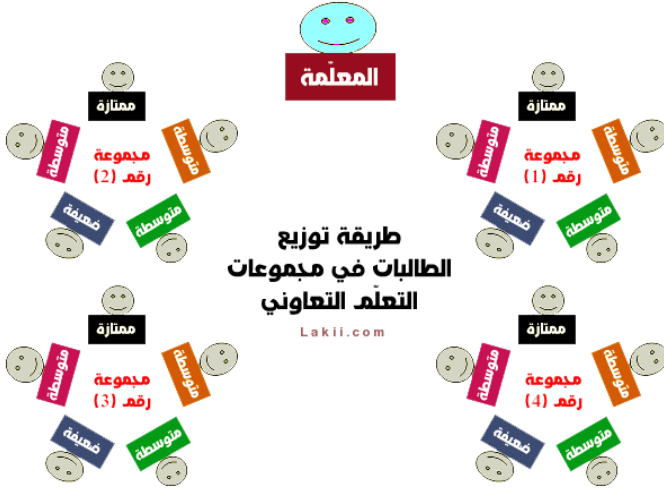 المعلّمة
ممتازة
متوسطة
متوسطة
مجموعة
رقم (1)
ضعيفة
متوسطة
ممتازة
متوسطة
متوسطة
مجموعة
رقم (2)
ضعيفة
متوسطة
طريقة توزيع
الطالبات في مجموعات
التعلّم التعاوني
Lakii.com
ممتازة
متوسطة
متوسطة
مجموعة
رقم (3)
ضعيفة
متوسطة
ممتازة
متوسطة
متوسطة
مجموعة
رقم (4)
ضعيفة
متوسطة